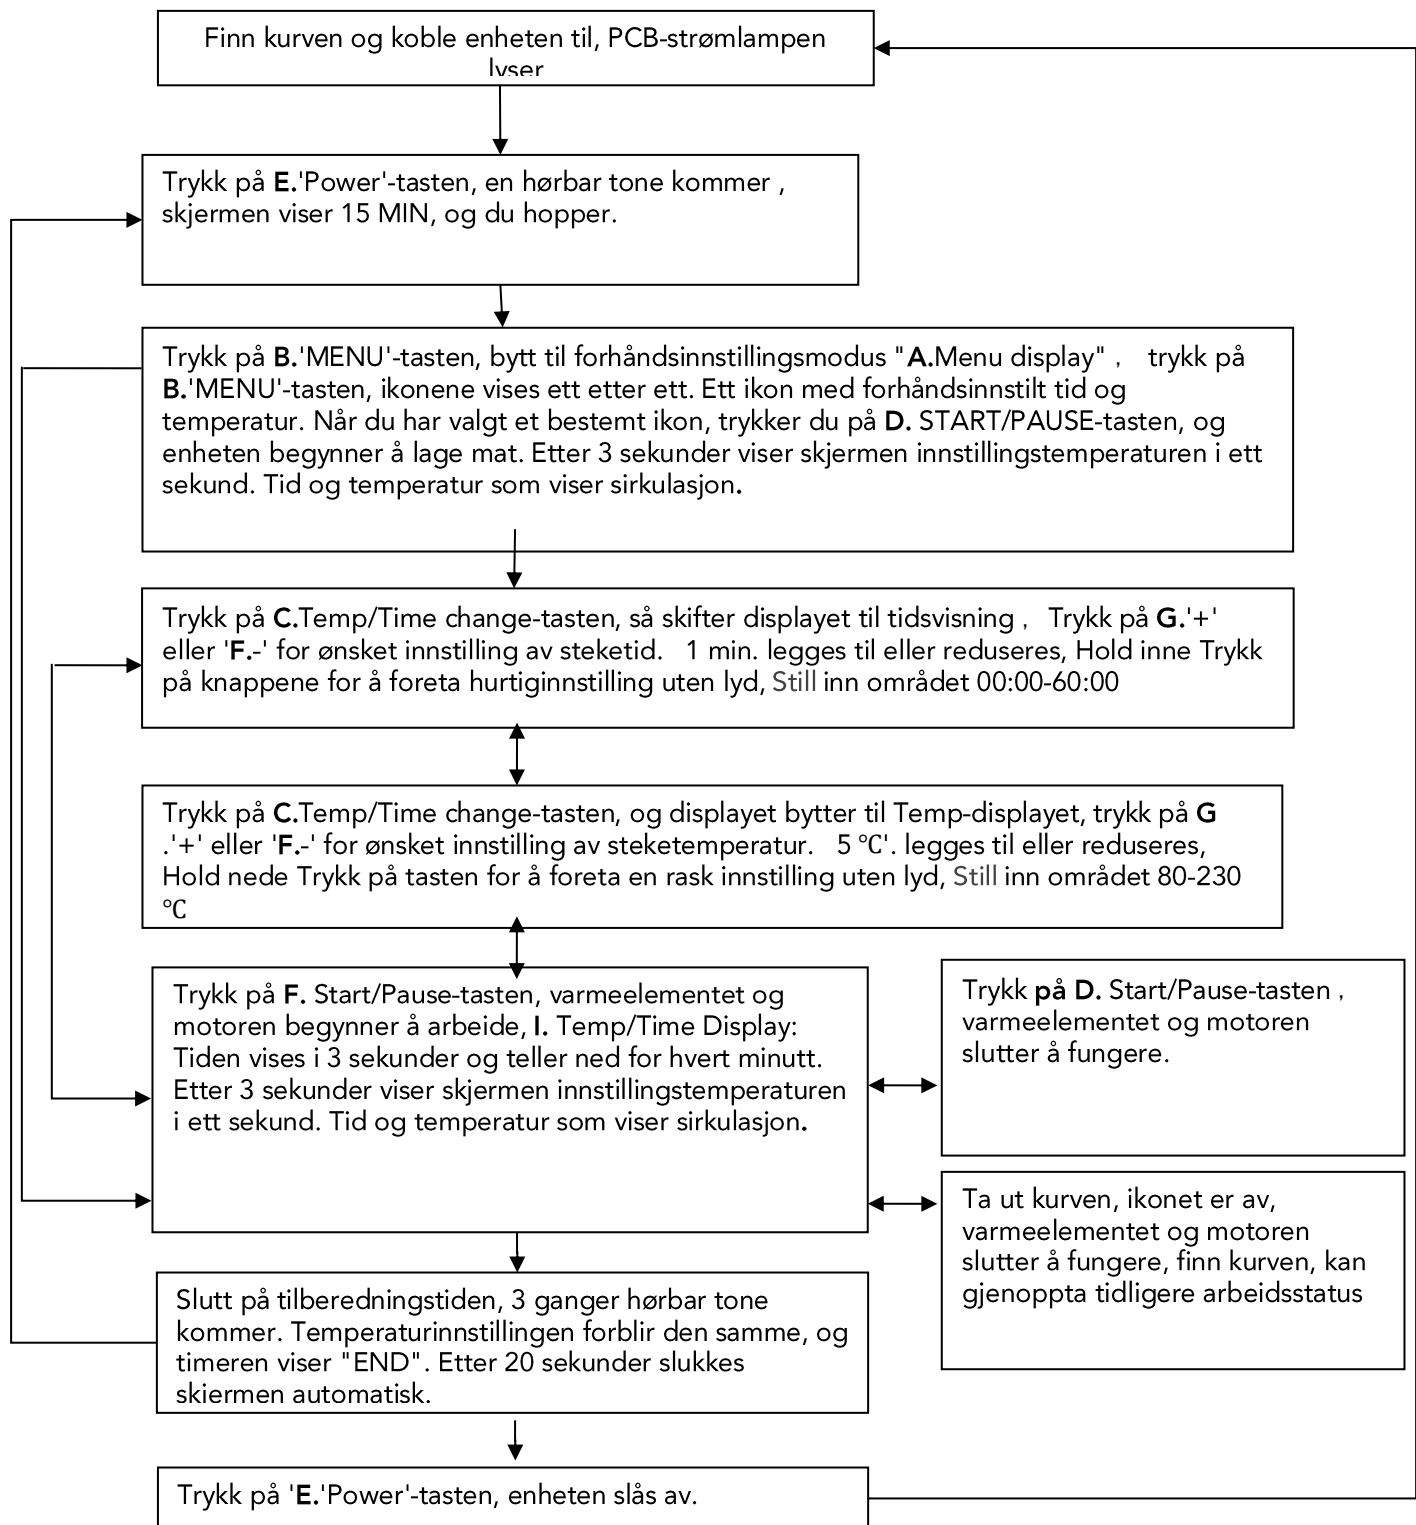 Finn kurven og koble enheten til, PCB-strømlampen
lyser
Trykk på E.'Power'-tasten, en hørbar tone kommer ,
skjermen viser 15 MIN, og du hopper.
Trykk på B.'MENU'-tasten, bytt til forhåndsinnstillingsmodus "A.Menu display" ， trykk på
B.'MENU'-tasten, ikonene vises ett etter ett. Ett ikon med forhåndsinnstilt tid og
temperatur. Når du har valgt et bestemt ikon, trykker du på D. START/PAUSE-tasten, og
enheten begynner å lage mat. Etter 3 sekunder viser skjermen innstillingstemperaturen i ett
sekund. Tid og temperatur som viser sirkulasjon.
Trykk på C.Temp/Time change-tasten, så skifter displayet til tidsvisning ， Trykk på G.'+'
eller 'F.-' for ønsket innstilling av steketid. 1 min. legges til eller reduseres, Hold inne Trykk
på knappene for å foreta hurtiginnstilling uten lyd, Still inn området 00:00-60:00
Trykk på C.Temp/Time change-tasten, og displayet bytter til Temp-displayet, trykk på G
.'+' eller 'F.-' for ønsket innstilling av steketemperatur. 5 ℃'. legges til eller reduseres,
Hold nede Trykk på tasten for å foreta en rask innstilling uten lyd, Still inn området 80-230
℃
Trykk på F. Start/Pause-tasten, varmeelementet og
motoren begynner å arbeide, I. Temp/Time Display:
Tiden vises i 3 sekunder og teller ned for hvert minutt.
Etter 3 sekunder viser skjermen innstillingstemperaturen
i ett sekund. Tid og temperatur som viser sirkulasjon.
Trykk på D. Start/Pause-tasten ，
varmeelementet og motoren
slutter å fungere.
Ta ut kurven, ikonet er av,
varmeelementet og motoren
slutter å fungere, finn kurven, kan
gjenoppta tidligere arbeidsstatus
Slutt på tilberedningstiden, 3 ganger hørbar tone
kommer. Temperaturinnstillingen forblir den samme, og
timeren viser "END". Etter 20 sekunder slukkes
skjermen automatisk.
Trykk på 'E.'Power'-tasten, enheten slås av.